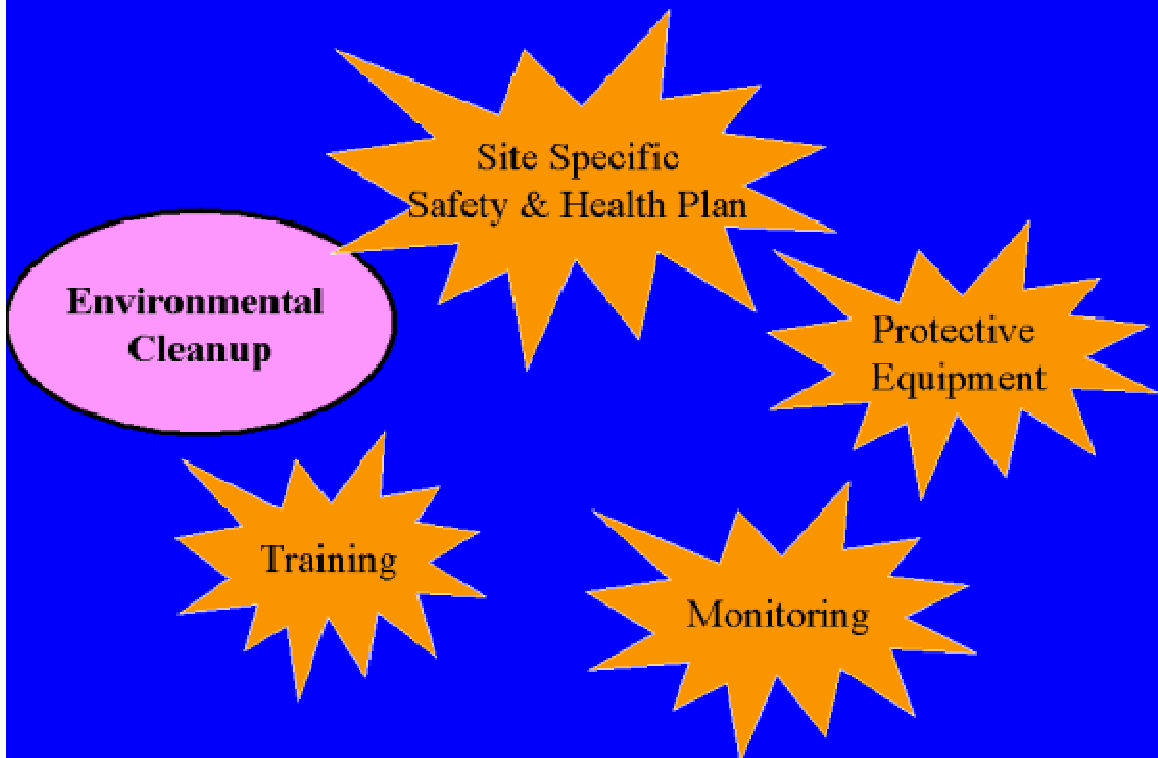 Site Specific
Safety & Health Plan
Environmental
Cleanup
Protective
Equipment
Training
Monitoring